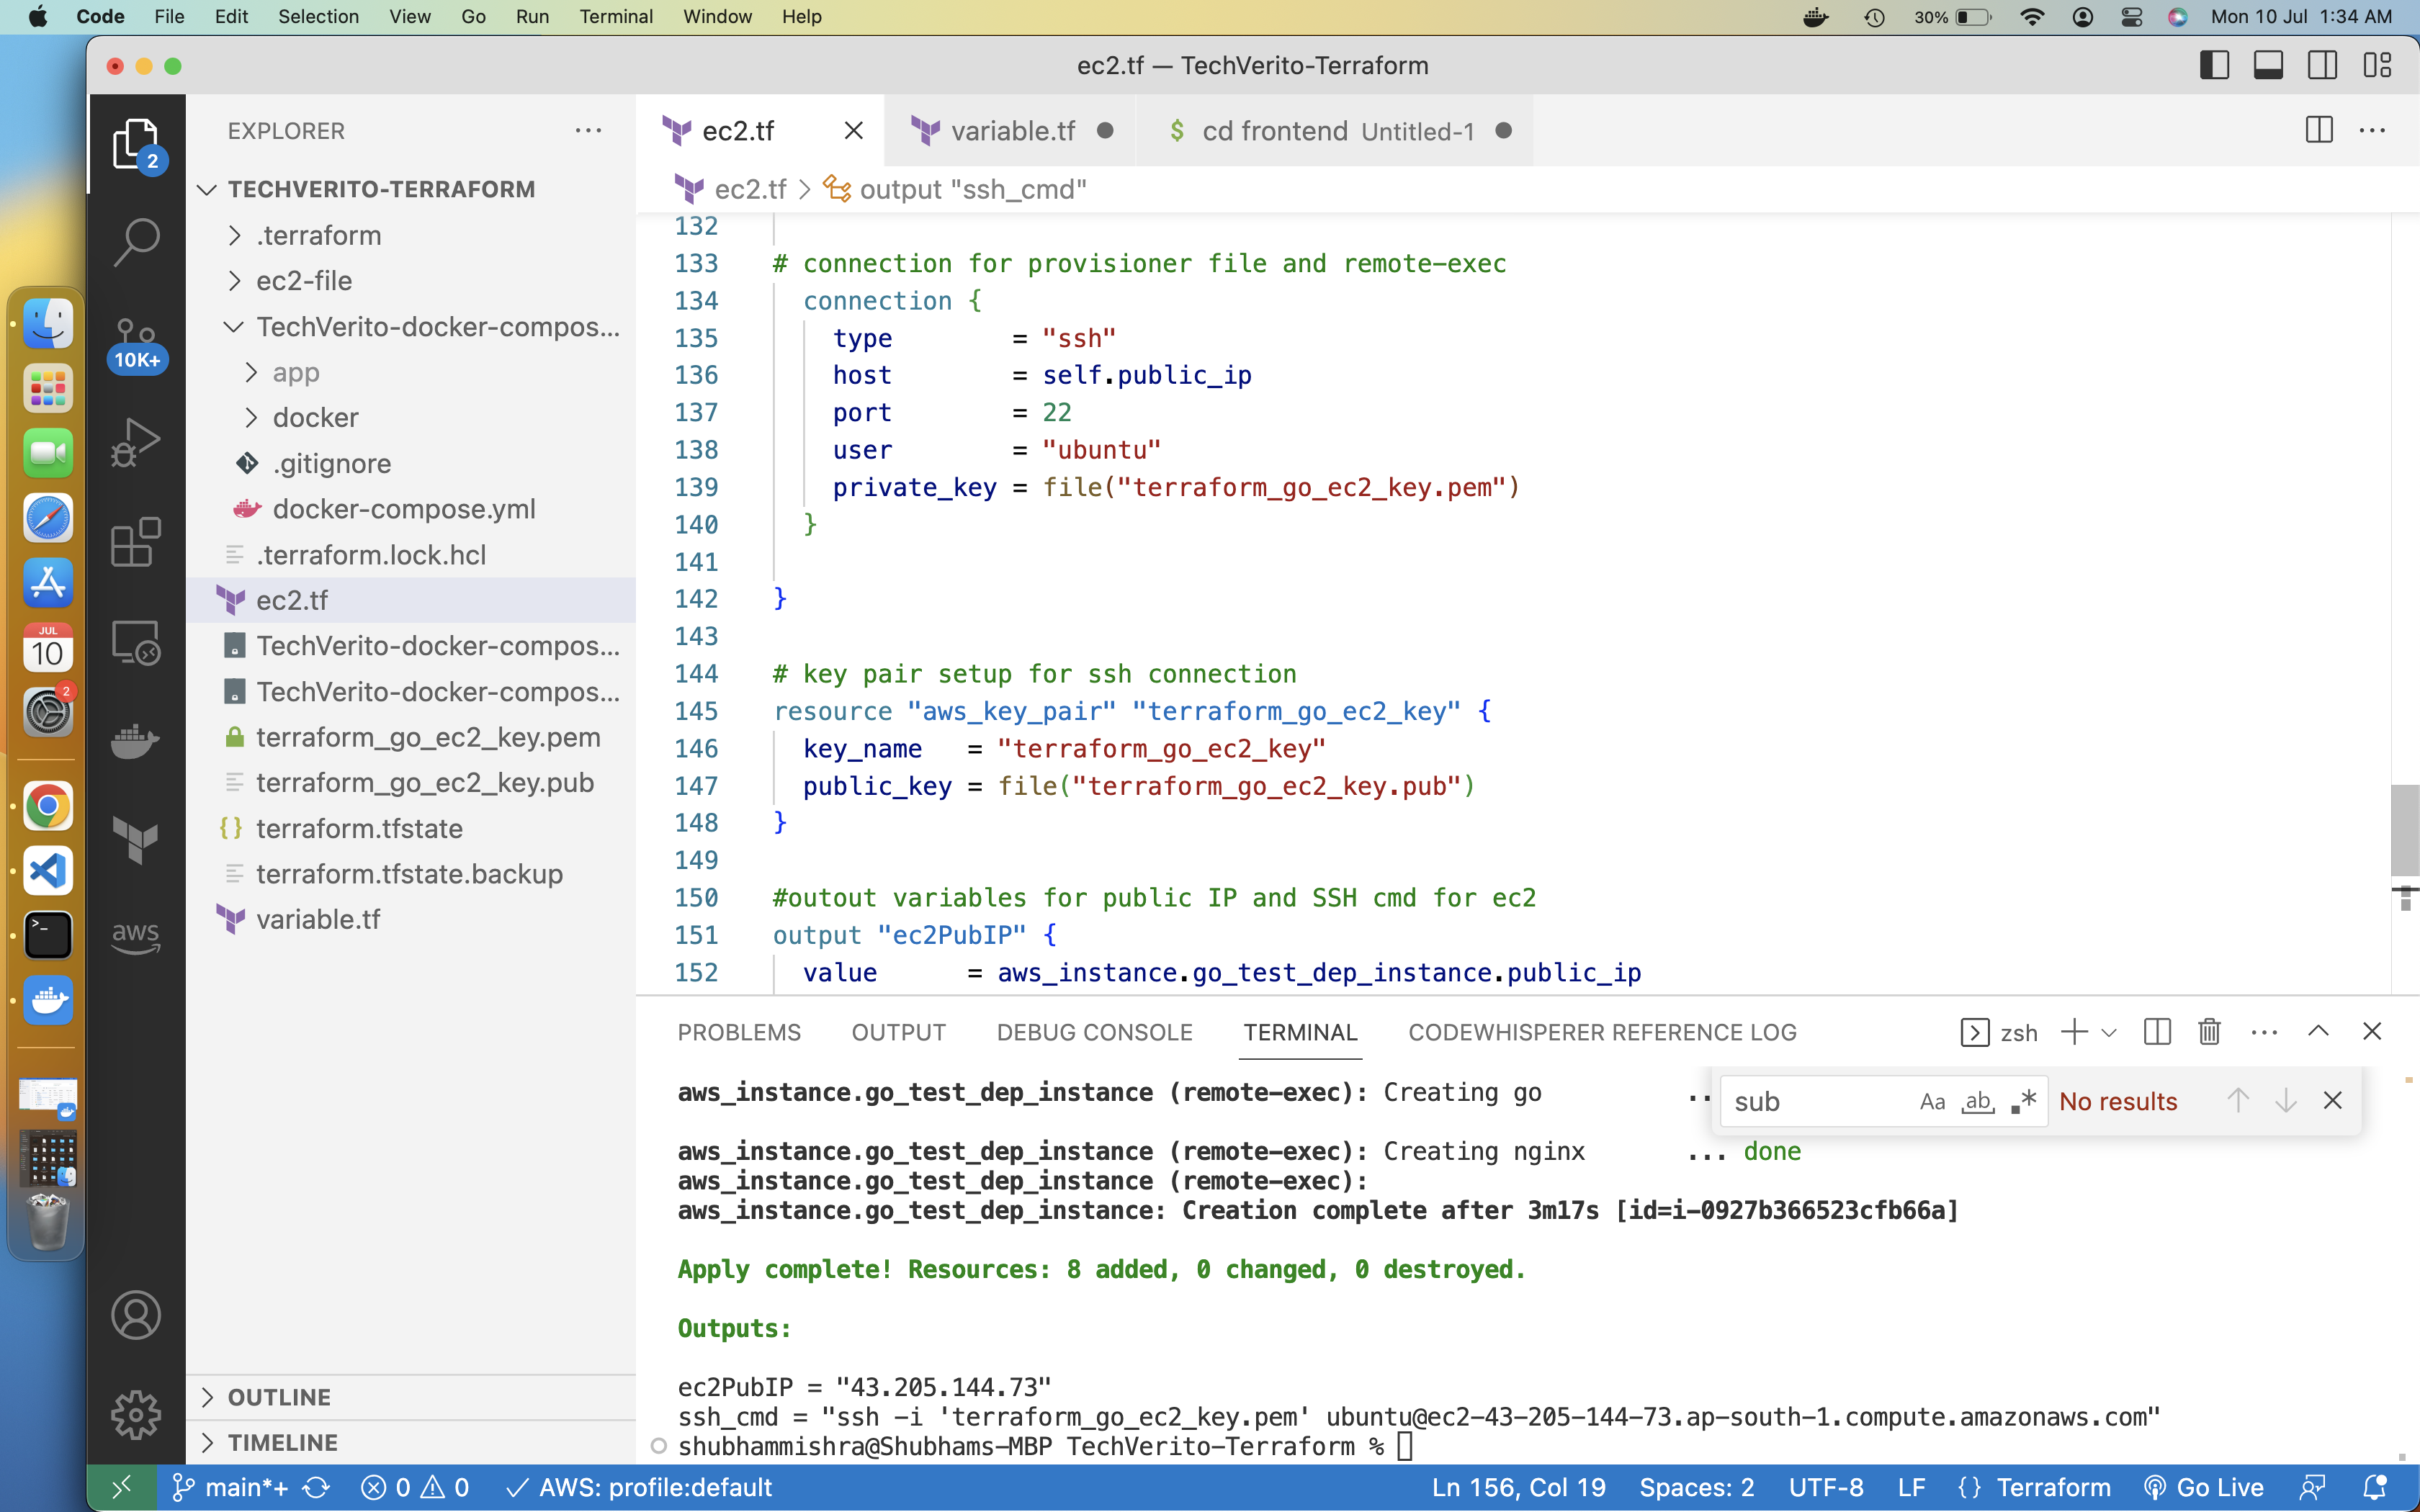 Code File Edit Selection View Go Run Terminal Window Help 30% Mon 10 Jul 1:34 AM
ec2.tf — TechVerito-Terraform
EXPLORER
2
10K+
aws
JUL
10
2
TECHVERITO-TERRAFORM
.terraform
ec2-file
TechVerito-docker-compos...
app
docker
.gitignore
docker-compose.yml
.terraform.lock.hcl
ec2.tf
TechVerito-docker-compos...
TechVerito-docker-compos...
terraform_go_ec2_key.pem
terraform_go_ec2_key.pub
{} terraform.tfstate
terraform.tfstate.backup
variable.tf
OUTLINE
TIMELINE
ec2.tf variable.tf $ cd frontend Untitled-1
ec2.tf > output "ssh_cmd"
132
133 # connection for provisioner file and remote-exec
134 connection {
135 type = "ssh"
136 host = self.public_ip
137 port = 22
138 user = "ubuntu"
139 private_key = file("terraform_go_ec2_key.pem")
140 }
141
142 }
143
144 # key pair setup for ssh connection
145 resource "aws_key_pair" "terraform_go_ec2_key" {
146 key_name = "terraform_go_ec2_key"
147 public_key = file("terraform_go_ec2_key.pub")
148 }
149
150 #outout variables for public IP and SSH cmd for ec2
151 output "ec2PubIP" {
152 value = aws_instance.go_test_dep_instance.public_ip
PROBLEMS OUTPUT DEBUG CONSOLE TERMINAL CODEWHISPERER REFERENCE LOG zsh
sub Aa ab .* No results
aws_instance.go_test_dep_instance (remote-exec): Creating go ..
aws_instance.go_test_dep_instance (remote-exec): Creating nginx ... done
aws_instance.go_test_dep_instance (remote-exec):
aws_instance.go_test_dep_instance: Creation complete after 3m17s [id=i-0927b366523cfb66a]
Apply complete! Resources: 8 added, 0 changed, 0 destroyed.
Outputs:
ec2PubIP = "43.205.144.73"
ssh_cmd = "ssh -i 'terraform_go_ec2_key.pem' ubuntu@ec2-43-205-144-73.ap-south-1.compute.amazonaws.com"
shubhammishra@Shubhams-MBP TechVerito-Terraform %
main*+ 0 0 AWS: profile:default Ln 156, Col 19 Spaces: 2 UTF-8 LF {} Terraform Go Live